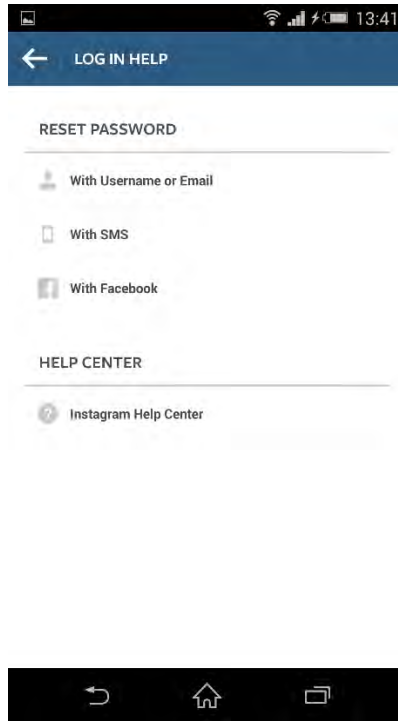 13:41
LOG IN HELP
RESET PASSWORD
With Username or Email
With SMS
With Facebook
HELP CENTER
Instagram Help Center